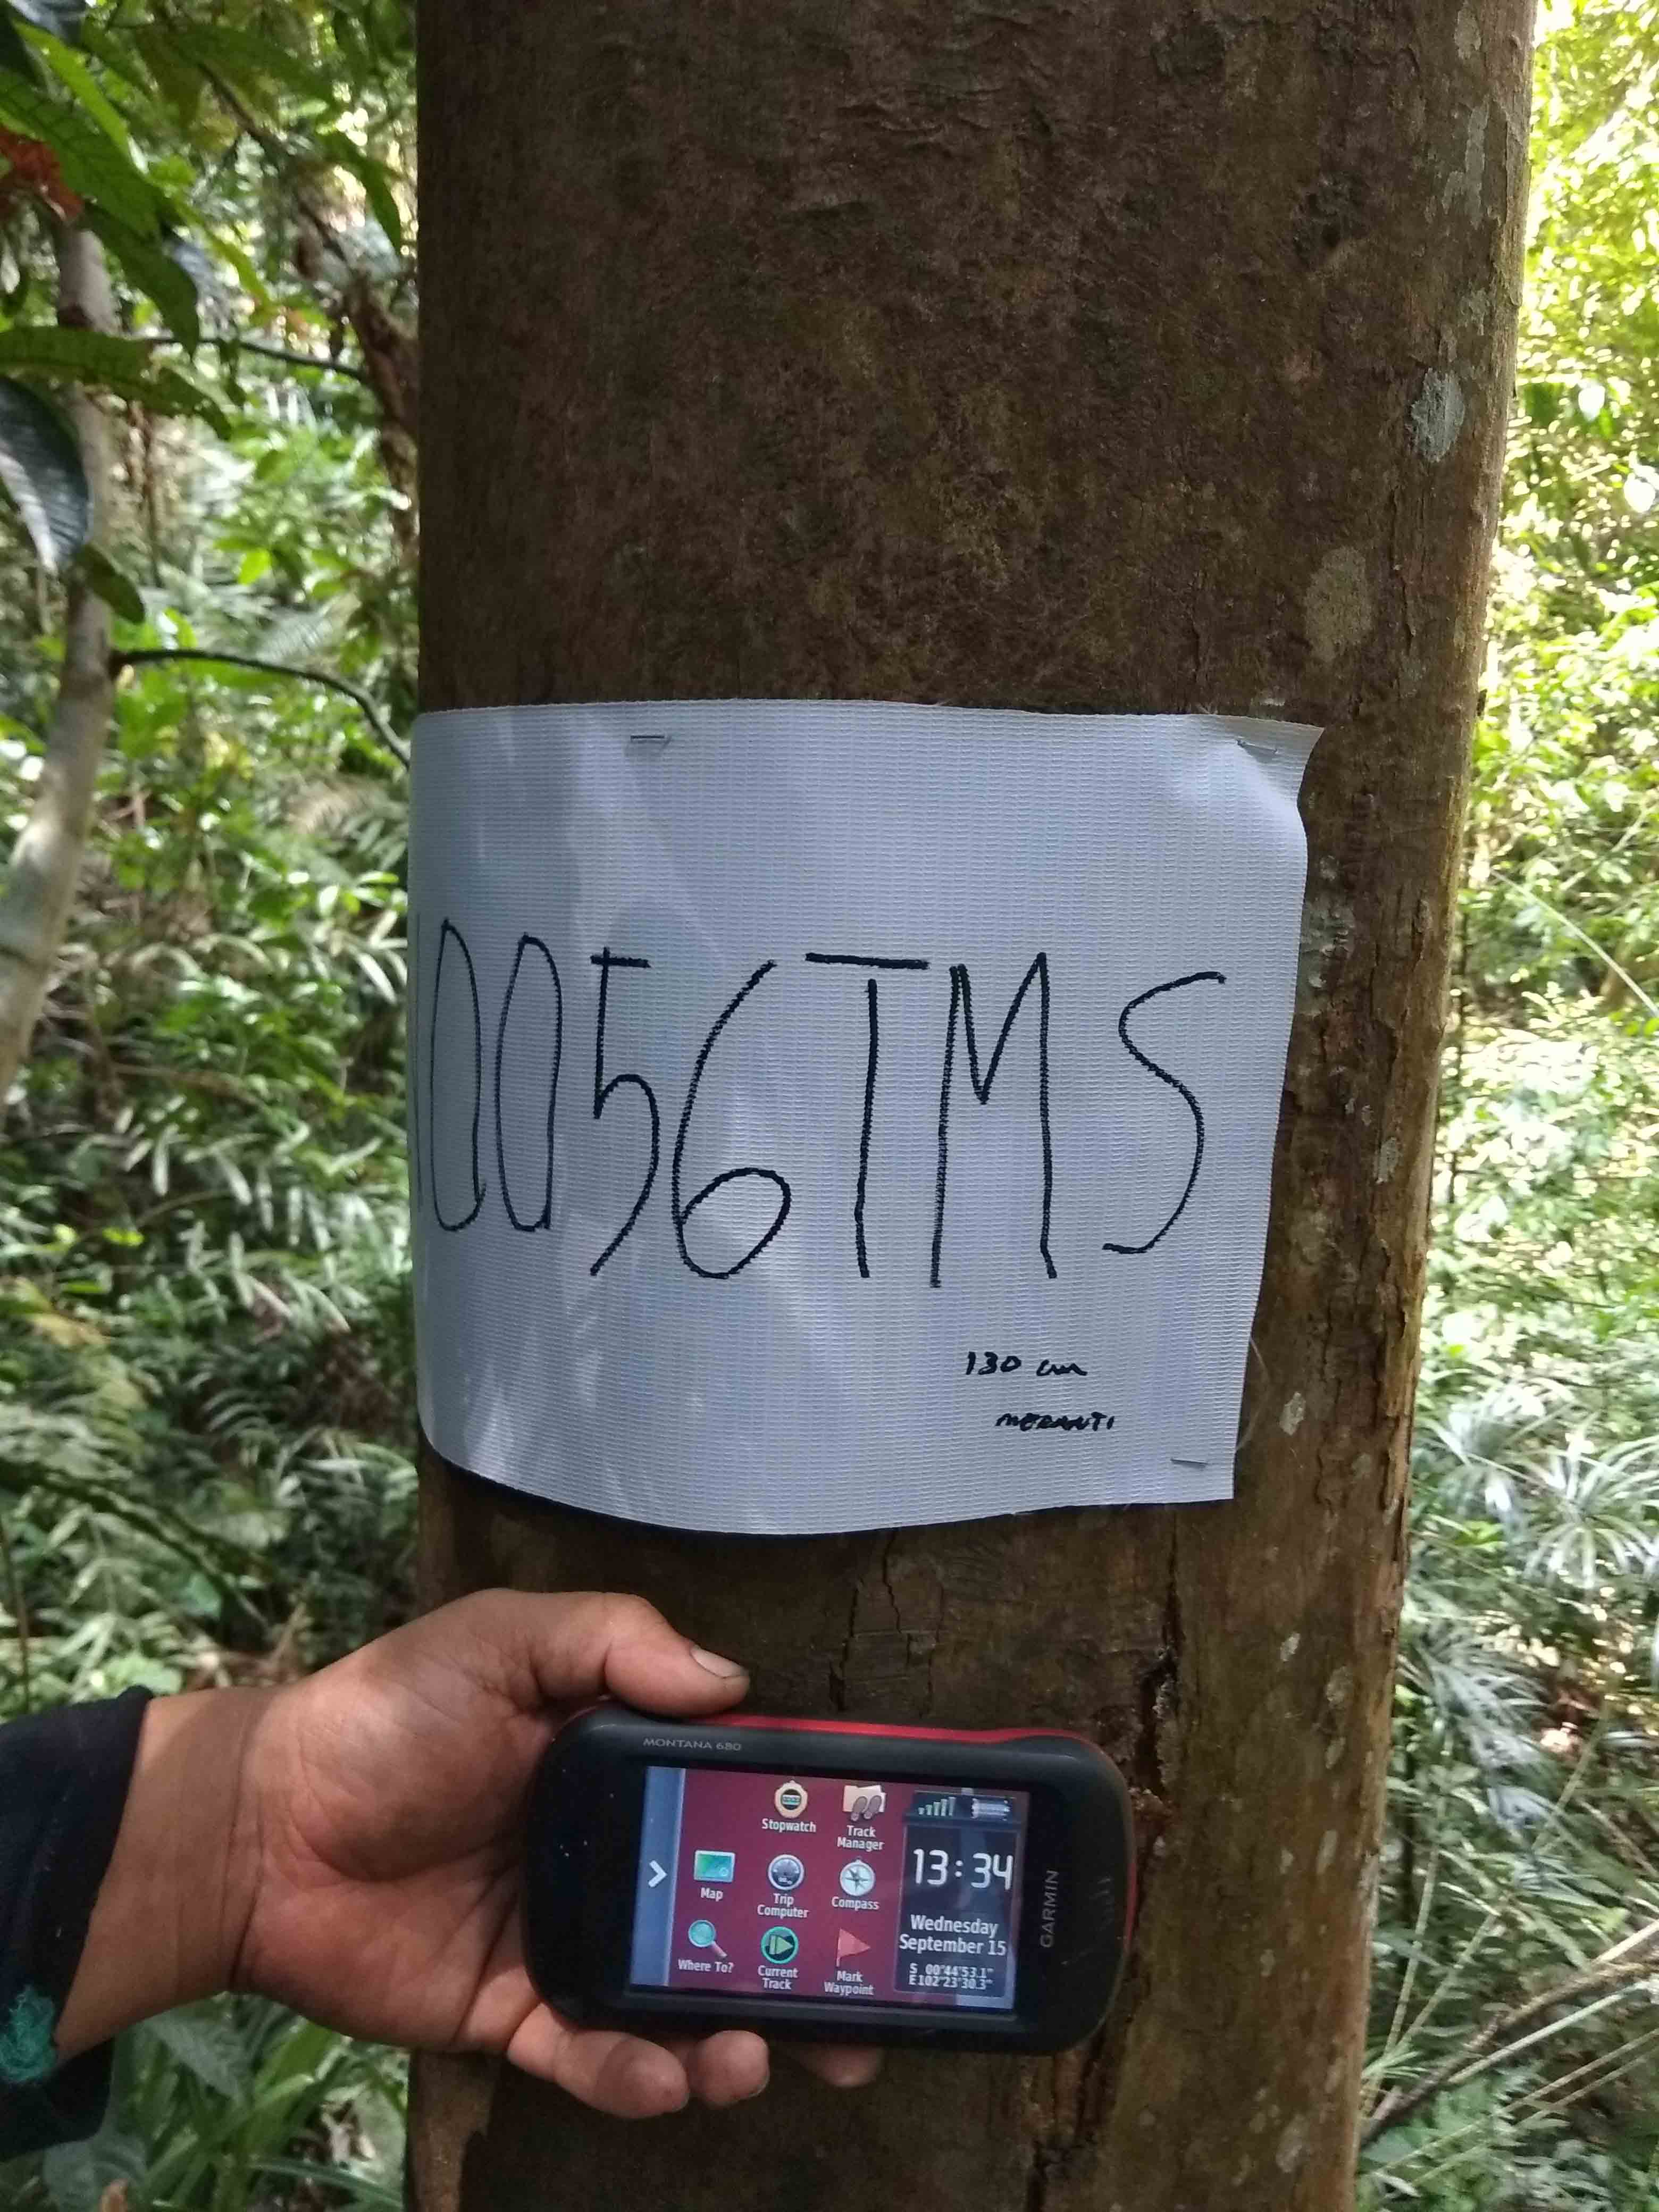 0056TMS
130 cm
MERANTI
MONTANA 680
Stopwatch
Track Manager
Map
Trip Computer
Compass
Where To?
Current Track
Mark Waypoint
13:34
Wednesday
September 15
S 00°44'53.1"
E102°23'30.3"
GARMIN